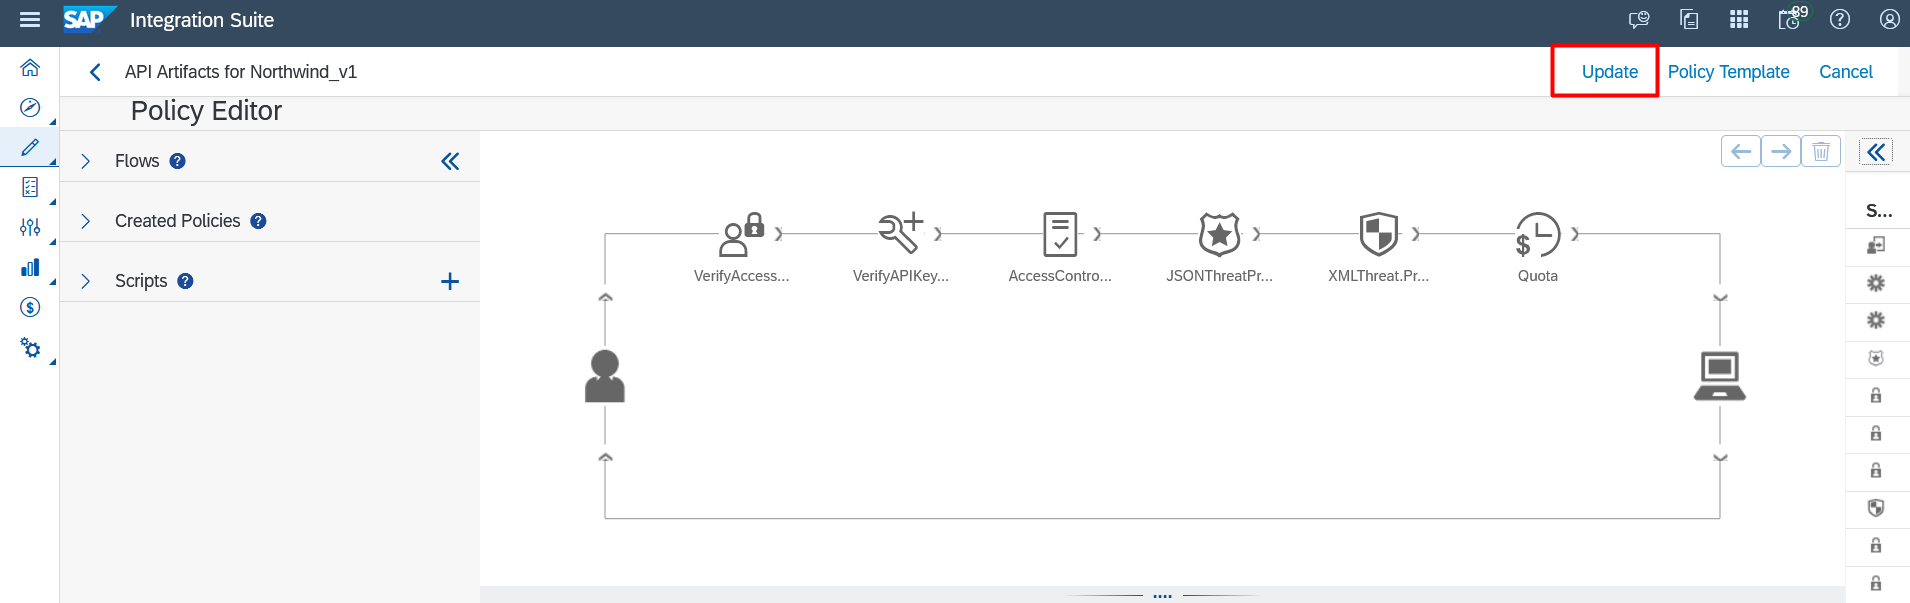 SAP Integration Suite 89
API Artifacts for Northwind_v1 Update Policy Template Cancel
Policy Editor
Flows
Created Policies
Scripts
VerifyAccess... VerifyAPIKey... AccessContro... JSONThreatPr... XMLThreat.Pr... Quota
S...